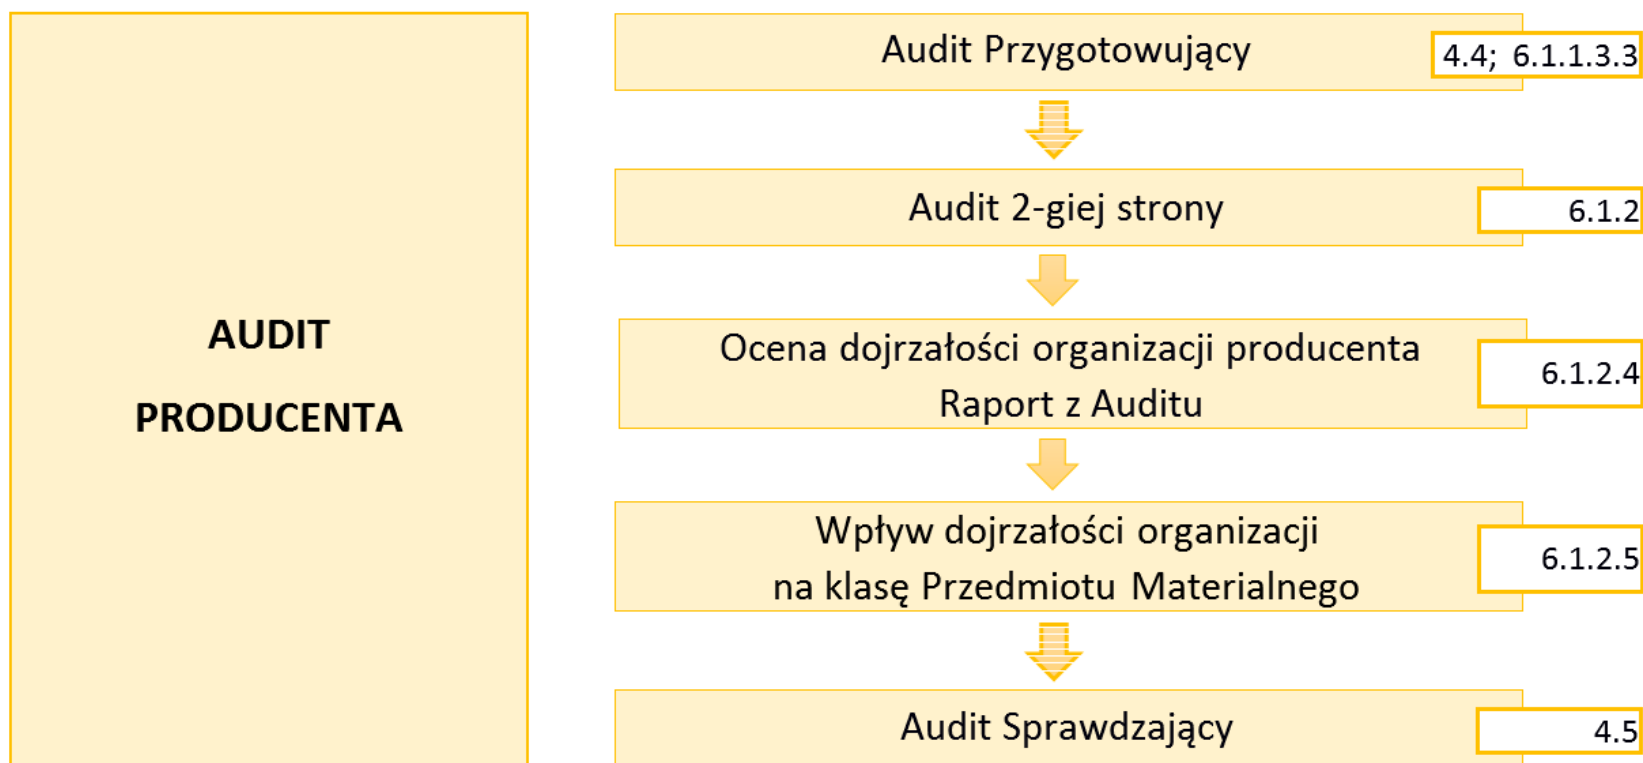 AUDIT
PRODUCENTA
Audit Przygotowujący
4.4; 6.1.1.3.3
Audit 2-giej strony
6.1.2
Ocena dojrzałości organizacji producenta
Raport z Auditu
6.1.2.4
Wpływ dojrzałości organizacji
na klasę Przedmiotu Materialnego
6.1.2.5
Audit Sprawdzający
4.5